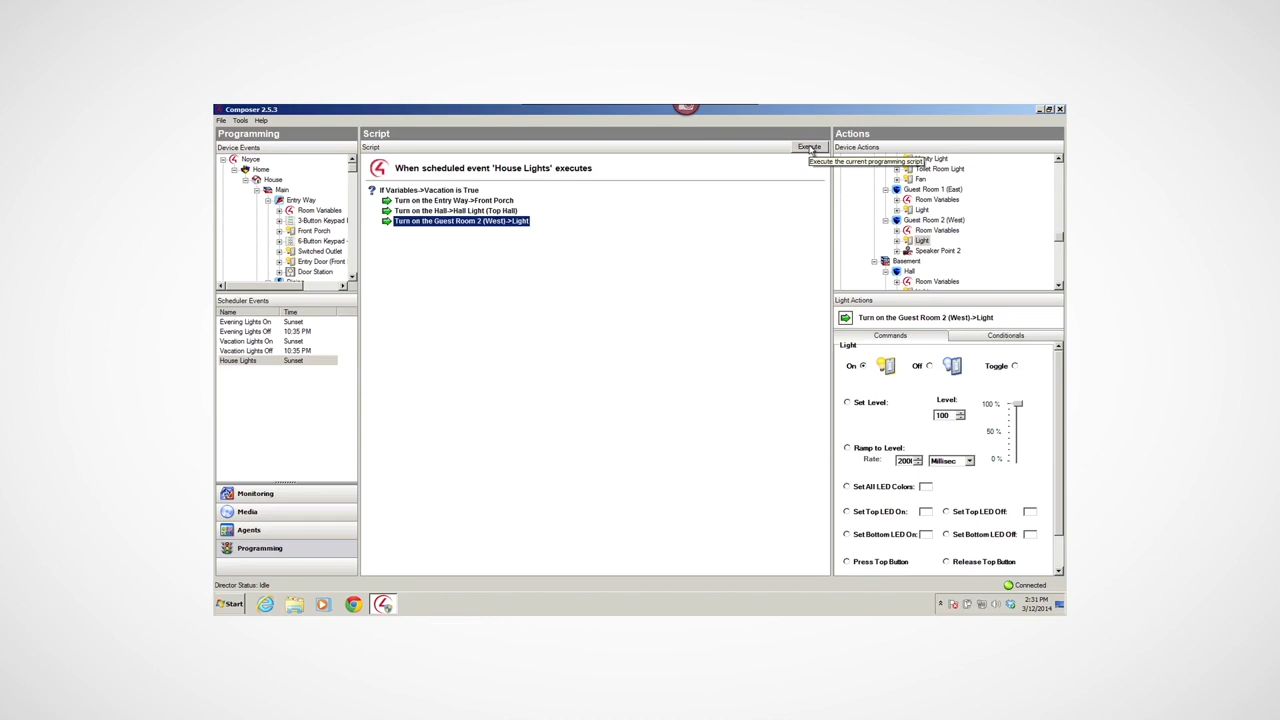 Composer 2.5.3
File Tools Help
Programming
Device Events
Noyce
Home
House
Main
Entry Way
Room Variables
3-Button Keypad
Front Porch
6-Button Keypad
Switched Outlet
Entry Door (Front
Door Station
Scheduler Events
Name Time
Evening Lights On Sunset
Evening Lights Off 10:35 PM
Vacation Lights On Sunset
Vacation Lights Off 10:35 PM
House Lights Sunset
Monitoring
Media
Agents
Programming
Script
Script Execute
Execute the current programming script
When scheduled event 'House Lights' executes
If Variables->Vacation is True
Turn on the Entry Way->Front Porch
Turn on the Hall->Hall Light (Top Hall)
Turn on the Guest Room 2 (West)->Light
Actions
Device Actions
Light
Toilet Room Light
Fan
Guest Room 1 (East)
Room Variables
Light
Guest Room 2 (West)
Room Variables
Light
Speaker Point 2
Basement
Hall
Room Variables
Light Actions
Turn on the Guest Room 2 (West)->Light
Commands Conditionals
Light
On Off Toggle
Set Level: Level: 100
100 %
50 %
0 %
Ramp to Level:
Rate: 200 Millisec
Set All LED Colors:
Set Top LED On: Set Top LED Off:
Set Bottom LED On: Set Bottom LED Off:
Press Top Button Release Top Button
Director Status: Idle Connected
Start 2:31 PM
3/12/2014